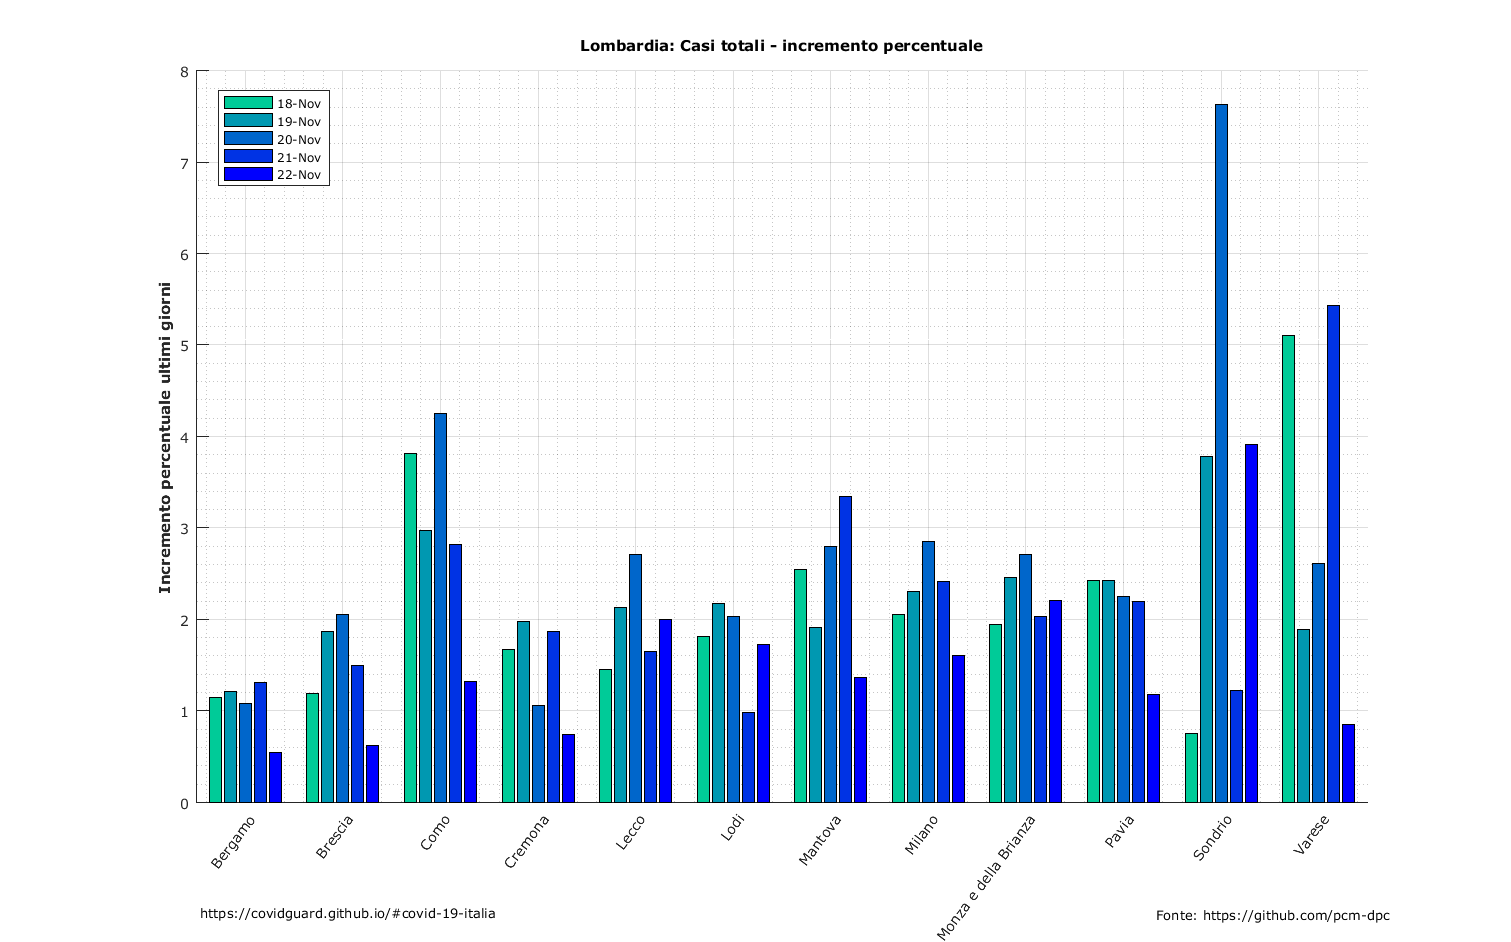 Lombardia: Casi totali - incremento percentuale
Incremento percentuale ultimi giorni
8
7
6
5
4
3
2
1
0
18-Nov
19-Nov
20-Nov
21-Nov
22-Nov
Bergamo
Brescia
Como
Cremona
Lecco
Lodi
Mantova
Milano
Monza e della Brianza
Pavia
Sondrio
Varese
https://covidguard.github.io/#covid-19-italia
Fonte: https://github.com/pcm-dpc